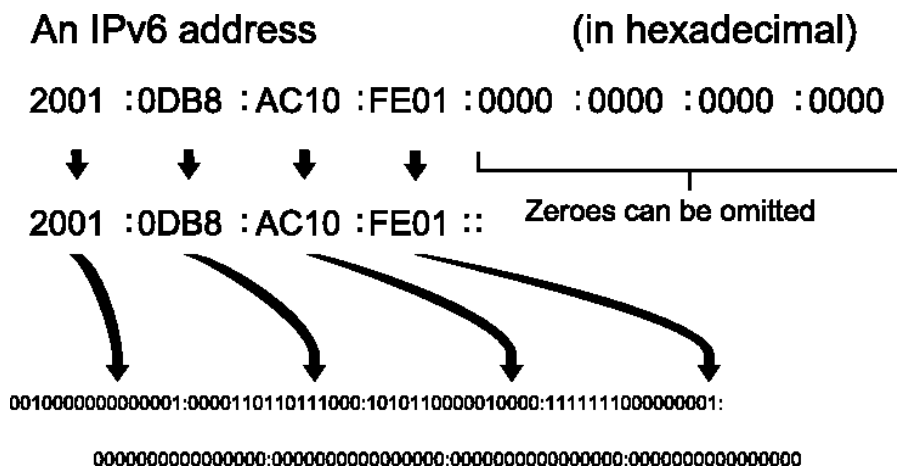 An IPv6 address (in hexadecimal)
2001 :0DB8 :AC10 :FE01 :0000 :0000 :0000 :0000
2001 :0DB8 :AC10 :FE01 ::
Zeroes can be omitted
0010000000000001:0000110110111000:1010110000010000:1111111000000001:
0000000000000000:0000000000000000:0000000000000000:0000000000000000